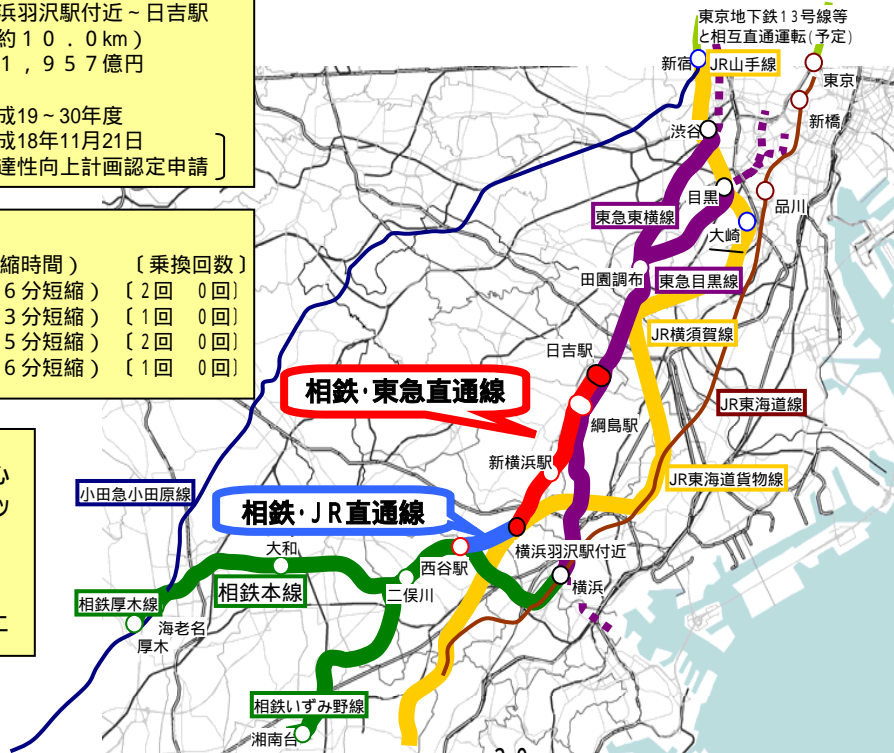 浜羽沢駅付近~日吉駅
約10.0km)
1,957億円
成19~30年度
成18年11月21日
達性向上計画認定申請
縮時間) 〔乗換回数〕
6分短縮) 〔2回 0回〕
3分短縮) 〔1回 0回〕
5分短縮) 〔2回 0回〕
6分短縮) 〔1回 0回〕
東京地下鉄13号線等
と相互直通運転(予定)
新宿
JR山手線
東京
新橋
渋谷
目黒
品川
東急東横線
大崎
田園調布
東急目黒線
JR横須賀線
日吉駅
相鉄・東急直通線
JR東海道線
綱島駅
新横浜駅
JR東海道貨物線
小田急小田原線
相鉄・JR直通線
横浜羽沢駅付近
大和
西谷駅
横浜
相鉄本線
二俣川
相鉄厚木線
海老名
厚木
相鉄いずみ野線
湘南台